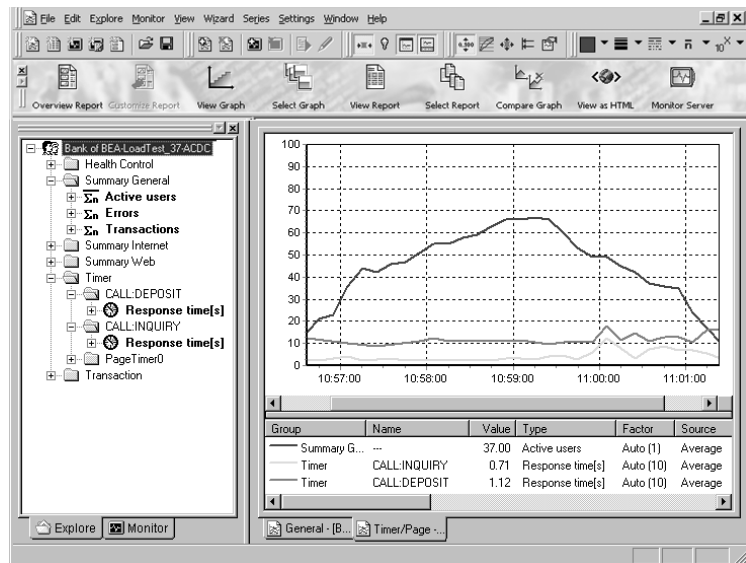 File Edit Explore Monitor View Wizard Series Settings Window Help
10^X
Overview Report Customize Report View Graph Select Graph View Report Select Report Compare Graph View as HTML Monitor Server
Bank of BEA-LoadTest_37-ACDC
Health Control
Summary General
Σn Active users
Σn Errors
Σn Transactions
Summary Internet
Summary Web
Timer
CALL:DEPOSIT
Response time[s]
CALL:INQUIRY
Response time[s]
PageTimer0
Transaction
Explore Monitor
100
90
80
70
60
50
40
30
20
10
0
10:57:00 10:58:00 10:59:00 11:00:00 11:01:00
Group Name Value Type Factor Source
Summary G... --- 37.00 Active users Auto (1) Average
Timer CALL:INQUIRY 0.71 Response time[s] Auto (10) Average
Timer CALL:DEPOSIT 1.12 Response time[s] Auto (10) Average
General - [B... Timer/Page -...